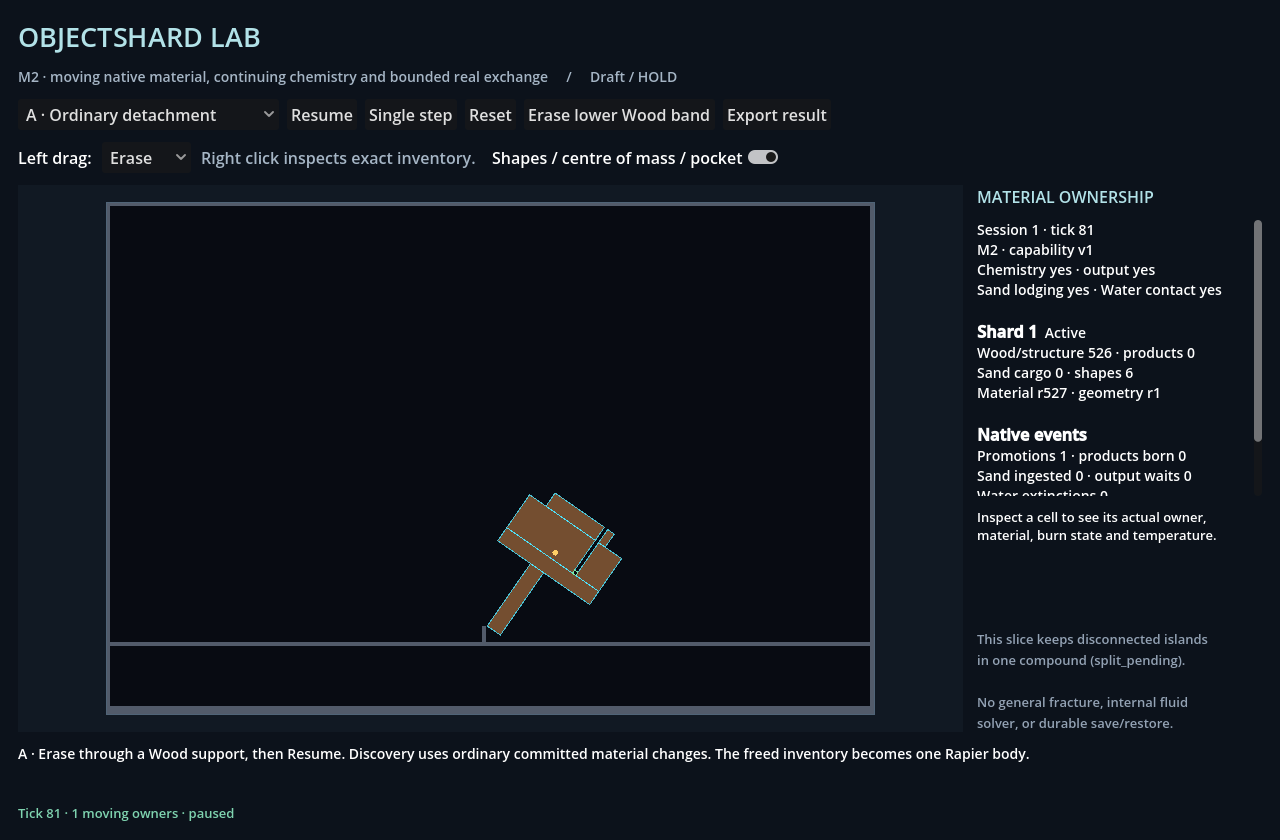 OBJECTSHARD LAB
M2 · moving native material, continuing chemistry and bounded real exchange / Draft / HOLD
A · Ordinary detachment Resume Single step Reset Erase lower Wood band Export result
Left drag: Erase Right click inspects exact inventory. Shapes / centre of mass / pocket
MATERIAL OWNERSHIP
Session 1 · tick 81
M2 · capability v1
Chemistry yes · output yes
Sand lodging yes · Water contact yes
Shard 1 Active
Wood/structure 526 · products 0
Sand cargo 0 · shapes 6
Material r527 · geometry r1
Native events
Promotions 1 · products born 0
Sand ingested 0 · output waits 0
Water extinctions 0
Inspect a cell to see its actual owner,
material, burn state and temperature.
This slice keeps disconnected islands
in one compound (split_pending).
No general fracture, internal fluid
solver, or durable save/restore.
A · Erase through a Wood support, then Resume. Discovery uses ordinary committed material changes. The freed inventory becomes one Rapier body.
Tick 81 · 1 moving owners · paused